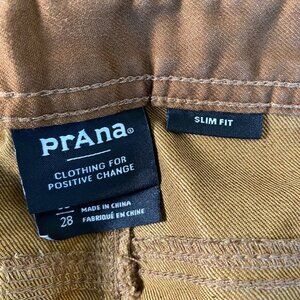 prAna®
CLOTHING FOR
POSITIVE CHANGE
SLIM FIT
MADE IN CHINA
28 FABRIQUÉ EN CHINE